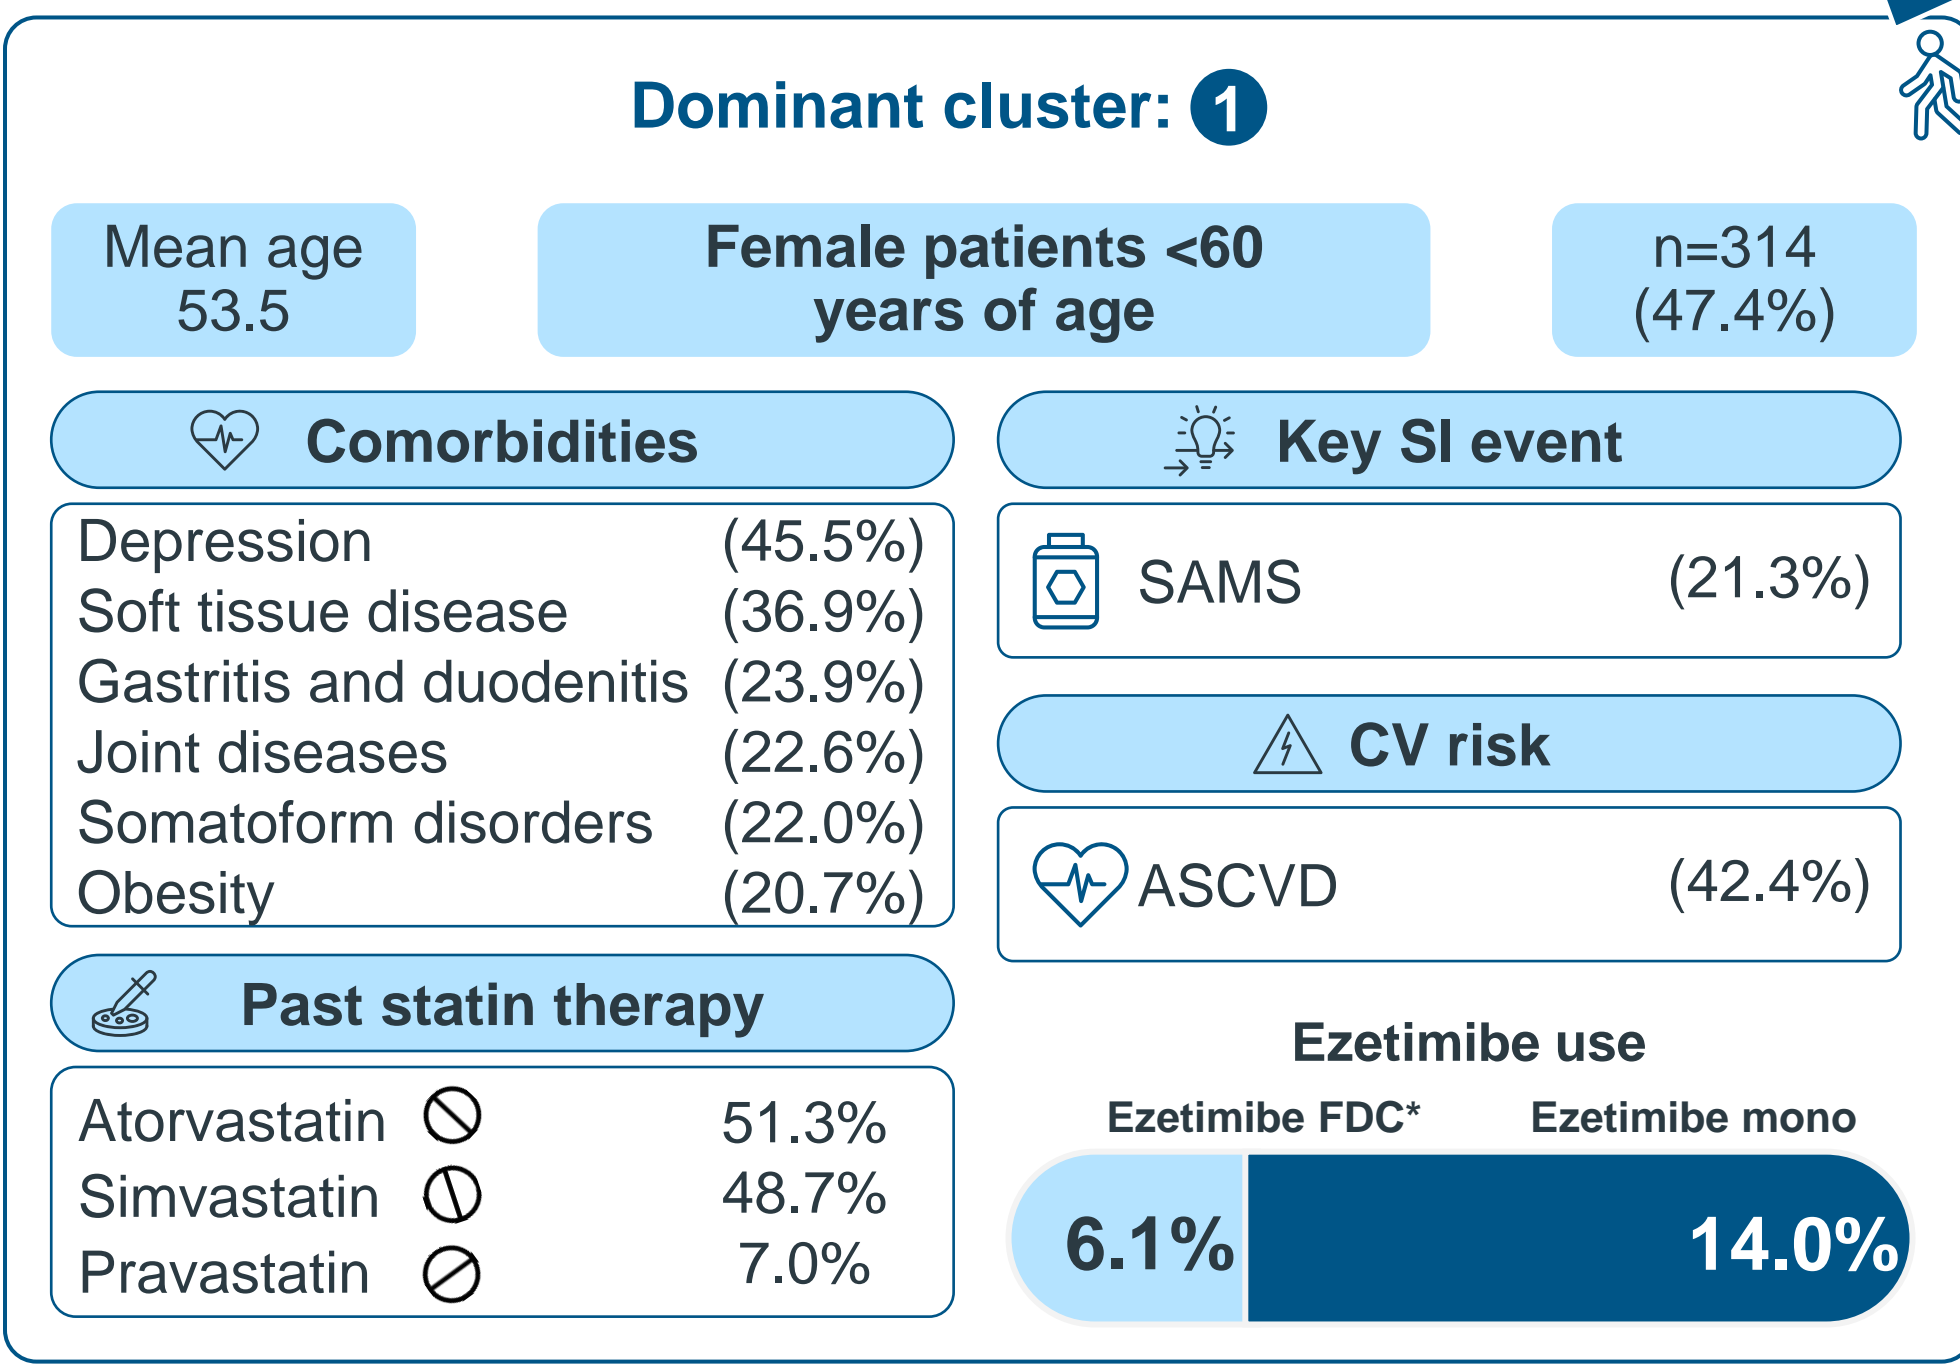 Dominant cluster: 1
Mean age
53.5
Female patients <60
years of age
n=314
(47.4%)
Comorbidities
Depression (45.5%)
Soft tissue disease (36.9%)
Gastritis and duodenitis (23.9%)
Joint diseases (22.6%)
Somatoform disorders (22.0%)
Obesity (20.7%)
Key SI event
SAMS (21.3%)
CV risk
ASCVD (42.4%)
Past statin therapy
Atorvastatin 51.3%
Simvastatin 48.7%
Pravastatin 7.0%
Ezetimibe use
Ezetimibe FDC* Ezetimibe mono
6.1% 14.0%